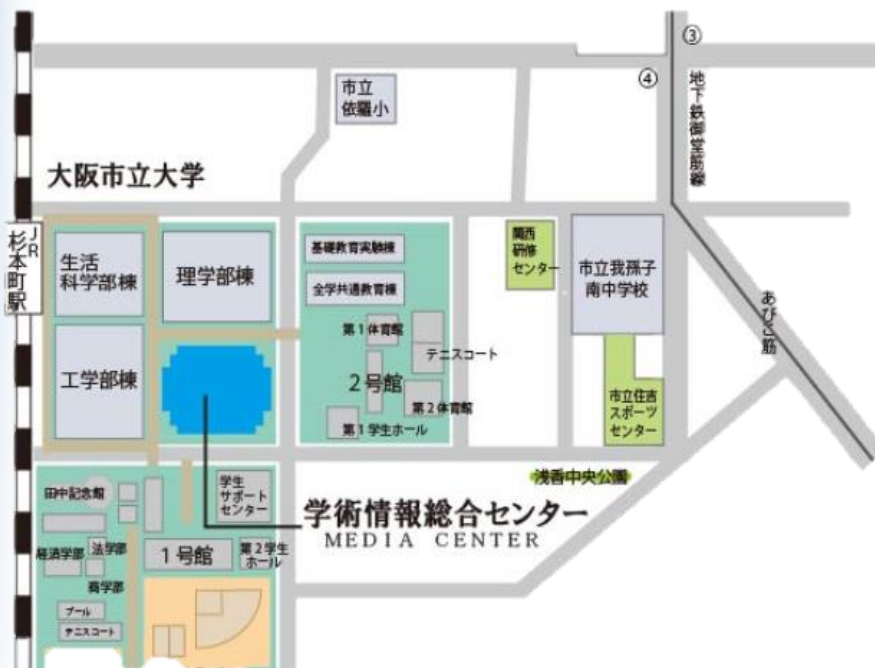 ③
④
地下鉄御堂筋線
市立
依羅小
大阪市立大学
JR
杉本町駅
生活
科学部棟
理学部棟
基礎教育実験棟
全学共通教育棟
関西
研修
センター
市立我孫子
南中学校
あびこ筋
第1体育館
テニスコート
工学部棟
2号館
第2体育館
第1学生ホール
市立住吉
スポーツ
センター
浅香中央公園
田中記念館
学生
サポート
センター
学術情報総合センター
MEDIA CENTER
経済学部
法学部
1号館
第2学生
ホール
商学部
プール
テニスコート